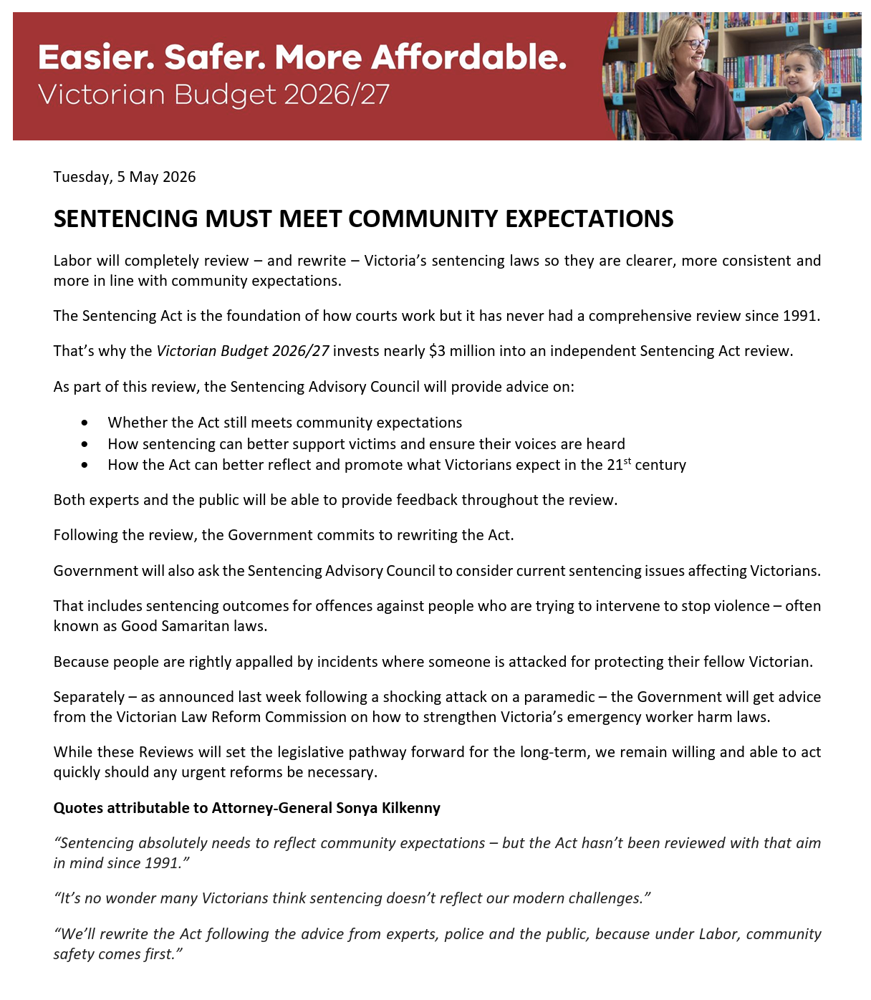 Easier. Safer. More Affordable.
Victorian Budget 2026/27
D
E
C
H
I
Tuesday, 5 May 2026
SENTENCING MUST MEET COMMUNITY EXPECTATIONS
Labor will completely review – and rewrite – Victoria’s sentencing laws so they are clearer, more consistent and
more in line with community expectations.
The Sentencing Act is the foundation of how courts work but it has never had a comprehensive review since 1991.
That’s why the Victorian Budget 2026/27 invests nearly $3 million into an independent Sentencing Act review.
As part of this review, the Sentencing Advisory Council will provide advice on:
• Whether the Act still meets community expectations
• How sentencing can better support victims and ensure their voices are heard
• How the Act can better reflect and promote what Victorians expect in the 21st century
Both experts and the public will be able to provide feedback throughout the review.
Following the review, the Government commits to rewriting the Act.
Government will also ask the Sentencing Advisory Council to consider current sentencing issues affecting Victorians.
That includes sentencing outcomes for offences against people who are trying to intervene to stop violence – often
known as Good Samaritan laws.
Because people are rightly appalled by incidents where someone is attacked for protecting their fellow Victorian.
Separately – as announced last week following a shocking attack on a paramedic – the Government will get advice
from the Victorian Law Reform Commission on how to strengthen Victoria’s emergency worker harm laws.
While these Reviews will set the legislative pathway forward for the long-term, we remain willing and able to act
quickly should any urgent reforms be necessary.
Quotes attributable to Attorney-General Sonya Kilkenny
“Sentencing absolutely needs to reflect community expectations – but the Act hasn’t been reviewed with that aim
in mind since 1991.”
“It’s no wonder many Victorians think sentencing doesn’t reflect our modern challenges.”
“We’ll rewrite the Act following the advice from experts, police and the public, because under Labor, community
safety comes first.”